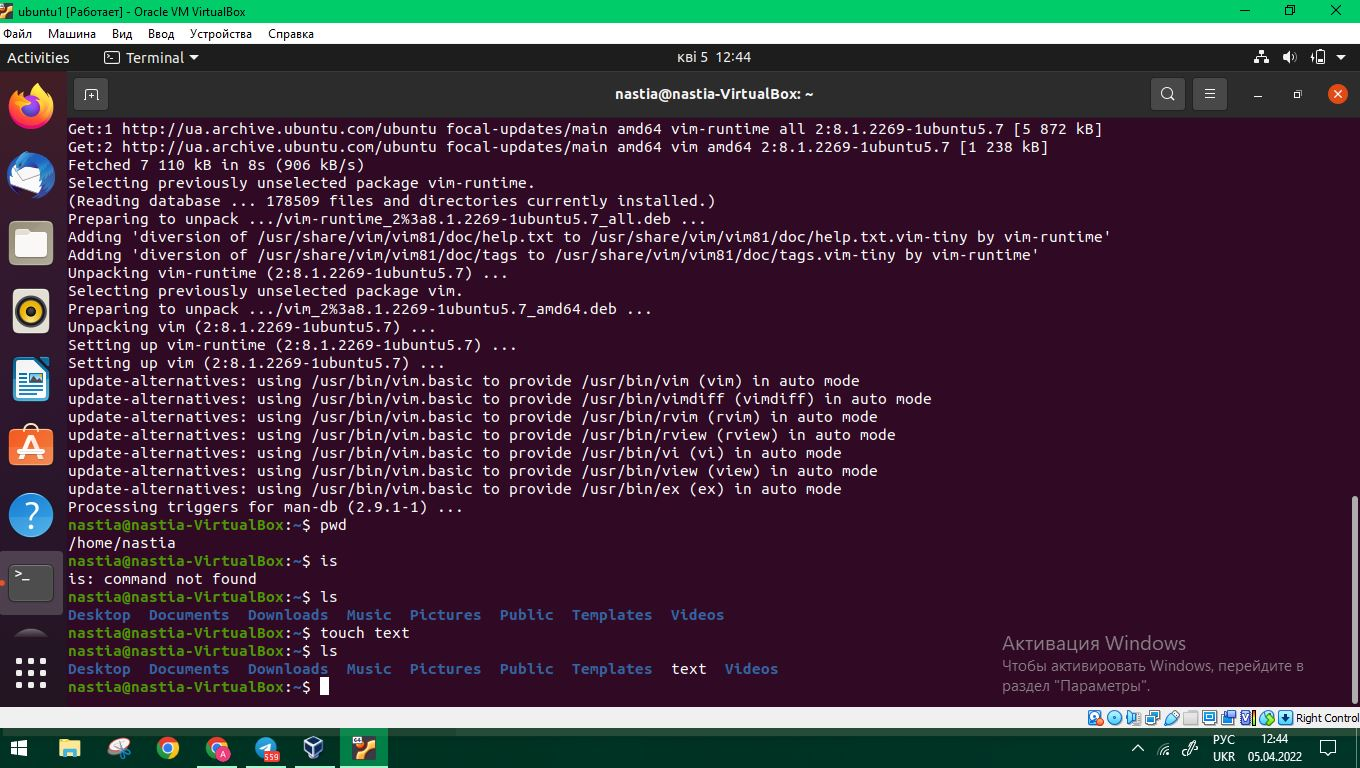 ubuntu1 [Работает] - Oracle VM VirtualBox
Файл Машина Вид Ввод Устройства Справка
Activities Terminal кві 5 12:44
nastia@nastia-VirtualBox: ~
Get:1 http://ua.archive.ubuntu.com/ubuntu focal-updates/main amd64 vim-runtime all 2:8.1.2269-1ubuntu5.7 [5 872 kB]
Get:2 http://ua.archive.ubuntu.com/ubuntu focal-updates/main amd64 vim amd64 2:8.1.2269-1ubuntu5.7 [1 238 kB]
Fetched 7 110 kB in 8s (906 kB/s)
Selecting previously unselected package vim-runtime.
(Reading database ... 178509 files and directories currently installed.)
Preparing to unpack .../vim-runtime_2%3a8.1.2269-1ubuntu5.7_all.deb ...
Adding 'diversion of /usr/share/vim/vim81/doc/help.txt to /usr/share/vim/vim81/doc/help.txt.vim-tiny by vim-runtime'
Adding 'diversion of /usr/share/vim/vim81/doc/tags to /usr/share/vim/vim81/doc/tags.vim-tiny by vim-runtime'
Unpacking vim-runtime (2:8.1.2269-1ubuntu5.7) ...
Selecting previously unselected package vim.
Preparing to unpack .../vim_2%3a8.1.2269-1ubuntu5.7_amd64.deb ...
Unpacking vim (2:8.1.2269-1ubuntu5.7) ...
Setting up vim-runtime (2:8.1.2269-1ubuntu5.7) ...
Setting up vim (2:8.1.2269-1ubuntu5.7) ...
update-alternatives: using /usr/bin/vim.basic to provide /usr/bin/vim (vim) in auto mode
update-alternatives: using /usr/bin/vim.basic to provide /usr/bin/vimdiff (vimdiff) in auto mode
update-alternatives: using /usr/bin/vim.basic to provide /usr/bin/rvim (rvim) in auto mode
update-alternatives: using /usr/bin/vim.basic to provide /usr/bin/rview (rview) in auto mode
update-alternatives: using /usr/bin/vim.basic to provide /usr/bin/vi (vi) in auto mode
update-alternatives: using /usr/bin/vim.basic to provide /usr/bin/view (view) in auto mode
update-alternatives: using /usr/bin/vim.basic to provide /usr/bin/ex (ex) in auto mode
Processing triggers for man-db (2.9.1-1) ...
nastia@nastia-VirtualBox:~$ pwd
/home/nastia
nastia@nastia-VirtualBox:~$ is
is: command not found
nastia@nastia-VirtualBox:~$ ls
Desktop Documents Downloads Music Pictures Public Templates Videos
nastia@nastia-VirtualBox:~$ touch text
nastia@nastia-VirtualBox:~$ ls
Desktop Documents Downloads Music Pictures Public Templates text Videos
nastia@nastia-VirtualBox:~$
Активация Windows
Чтобы активировать Windows, перейдите в
раздел "Параметры".
Right Control
559
РУС 12:44
UKR 05.04.2022